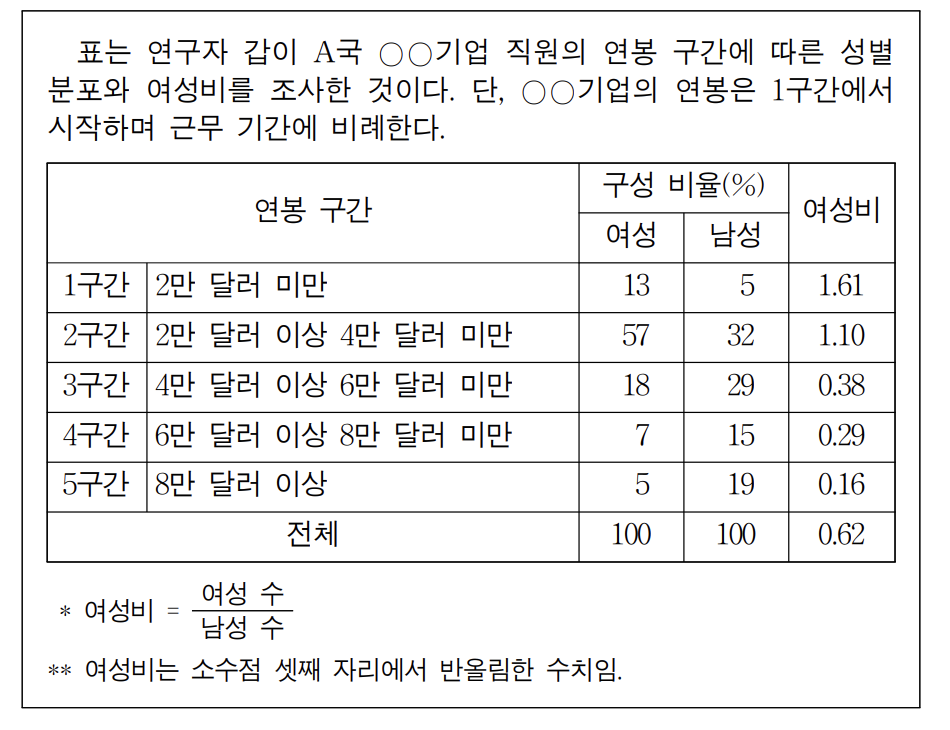 표는 연구자 갑이 A국 ○○기업 직원의 연봉 구간에 따른 성별
분포와 여성비를 조사한 것이다. 단, ○○기업의 연봉은 1구간에서
시작하며 근무 기간에 비례한다.
연봉 구간 구성 비율(%) 여성비
여성 남성
1구간 2만 달러 미만 13 5 1.61
2구간 2만 달러 이상 4만 달러 미만 57 32 1.10
3구간 4만 달러 이상 6만 달러 미만 18 29 0.38
4구간 6만 달러 이상 8만 달러 미만 7 15 0.29
5구간 8만 달러 이상 5 19 0.16
전체 100 100 0.62
* 여성비 = 여성 수
남성 수
** 여성비는 소수점 셋째 자리에서 반올림한 수치임.